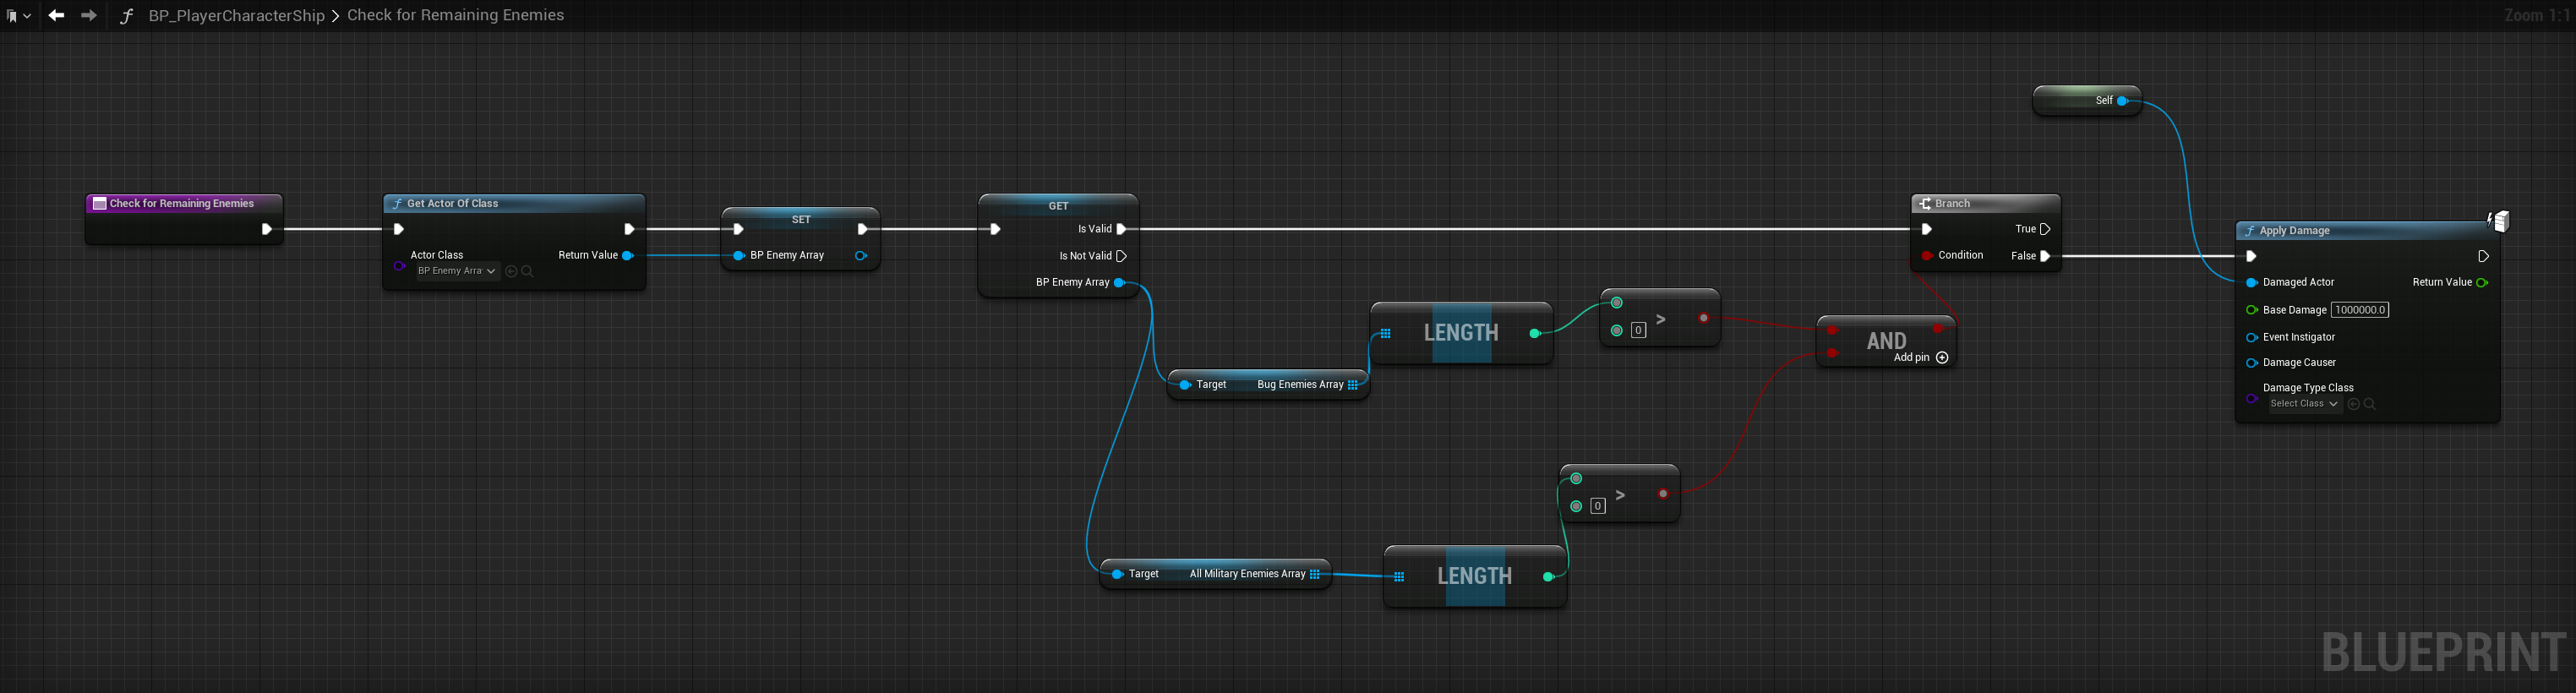 BP_PlayerCharacterShip > Check for Remaining Enemies
Zoom 1:1
Self
Check for Remaining Enemies
Get Actor Of Class
Actor Class
BP Enemy Arra
Return Value
SET
BP Enemy Array
GET
Is Valid
Is Not Valid
BP Enemy Array
Branch
True
Condition
False
Apply Damage
Damaged Actor
Return Value
Base Damage 1000000.0
Event Instigator
Damage Causer
Damage Type Class
Select Class
LENGTH
>
0
AND
Add pin
Target Bug Enemies Array
>
0
Target All Military Enemies Array
LENGTH
BLUEPRINT